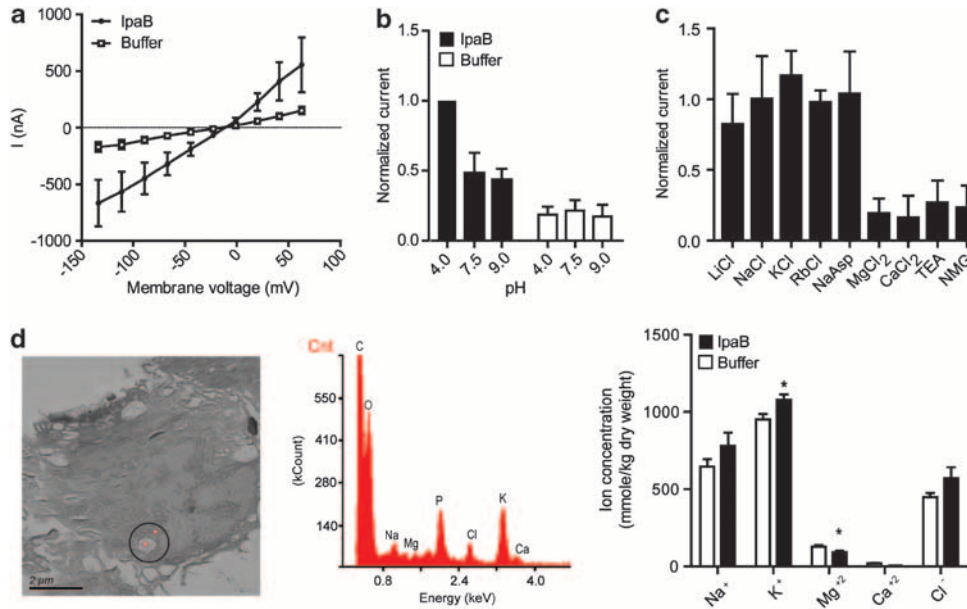 a
1000
500
0
-500
-1000
I (nA)
IpaB
Buffer
-150
-100
-50
0
50
100
Membrane voltage (mV)
b
IpaB
Buffer
1.5
1.0
0.5
0.0
Normalized current
4.0
7.5
9.0
4.0
7.5
9.0
pH
c
1.5
1.0
0.5
0.0
Normalized current
LiCl
NaCl
KCl
RbCl
NaAsp
MgCl2
CaCl2
TEA
NMG
d
2 µm
Cnt
550
410
280
140
(kCount)
C
O
Na
Mg
P
Cl
K
Ca
0.8
1.6
2.4
4.0
Energy (keV)
1500
1000
500
0
Ion concentration
(mmole/kg dry weight)
IpaB
Buffer
*
*
Na+
K+
Mg+2
Ca+2
Cl-